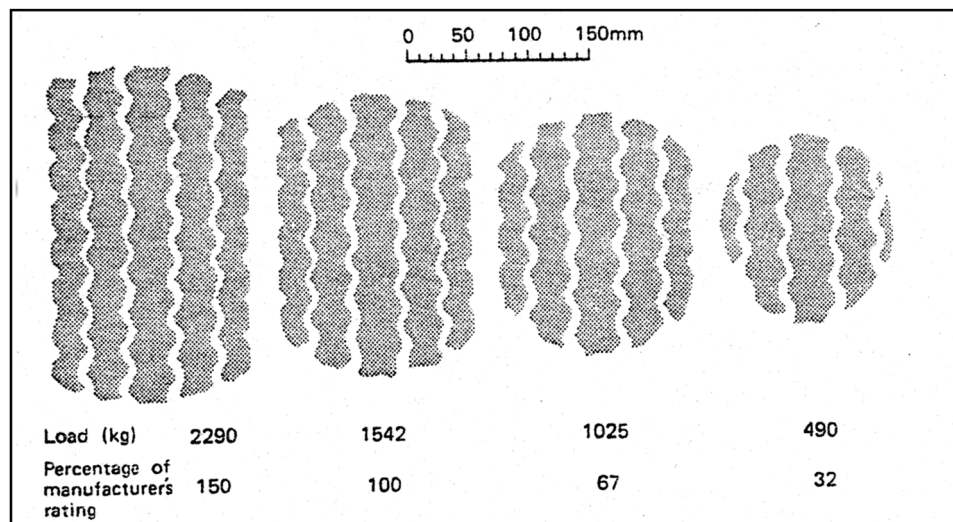 0 50 100 150mm
Load (kg) 2290 1542 1025 490
Percentage of
manufacturer's 150 100 67 32
rating